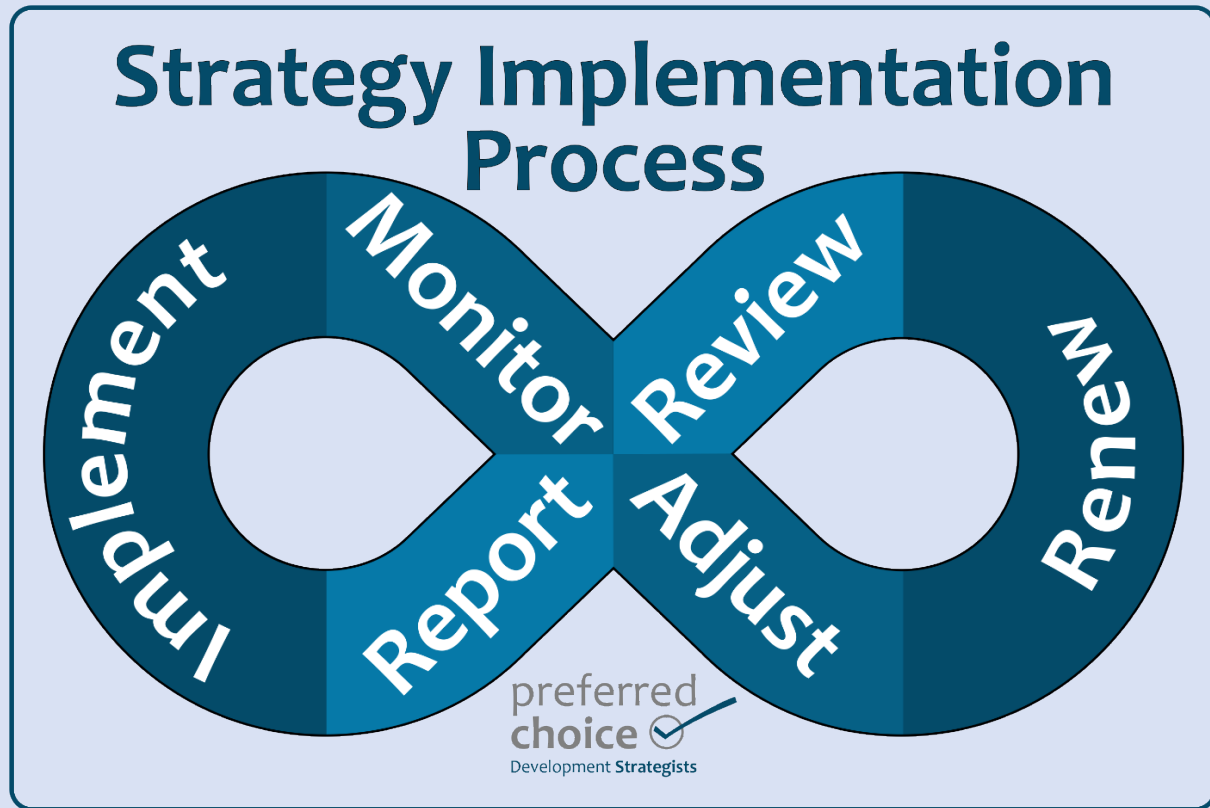 Strategy Implementation
Process
Implement
Monitor
Review
Renew
Report
Adjust
preferred
choice
Development Strategists